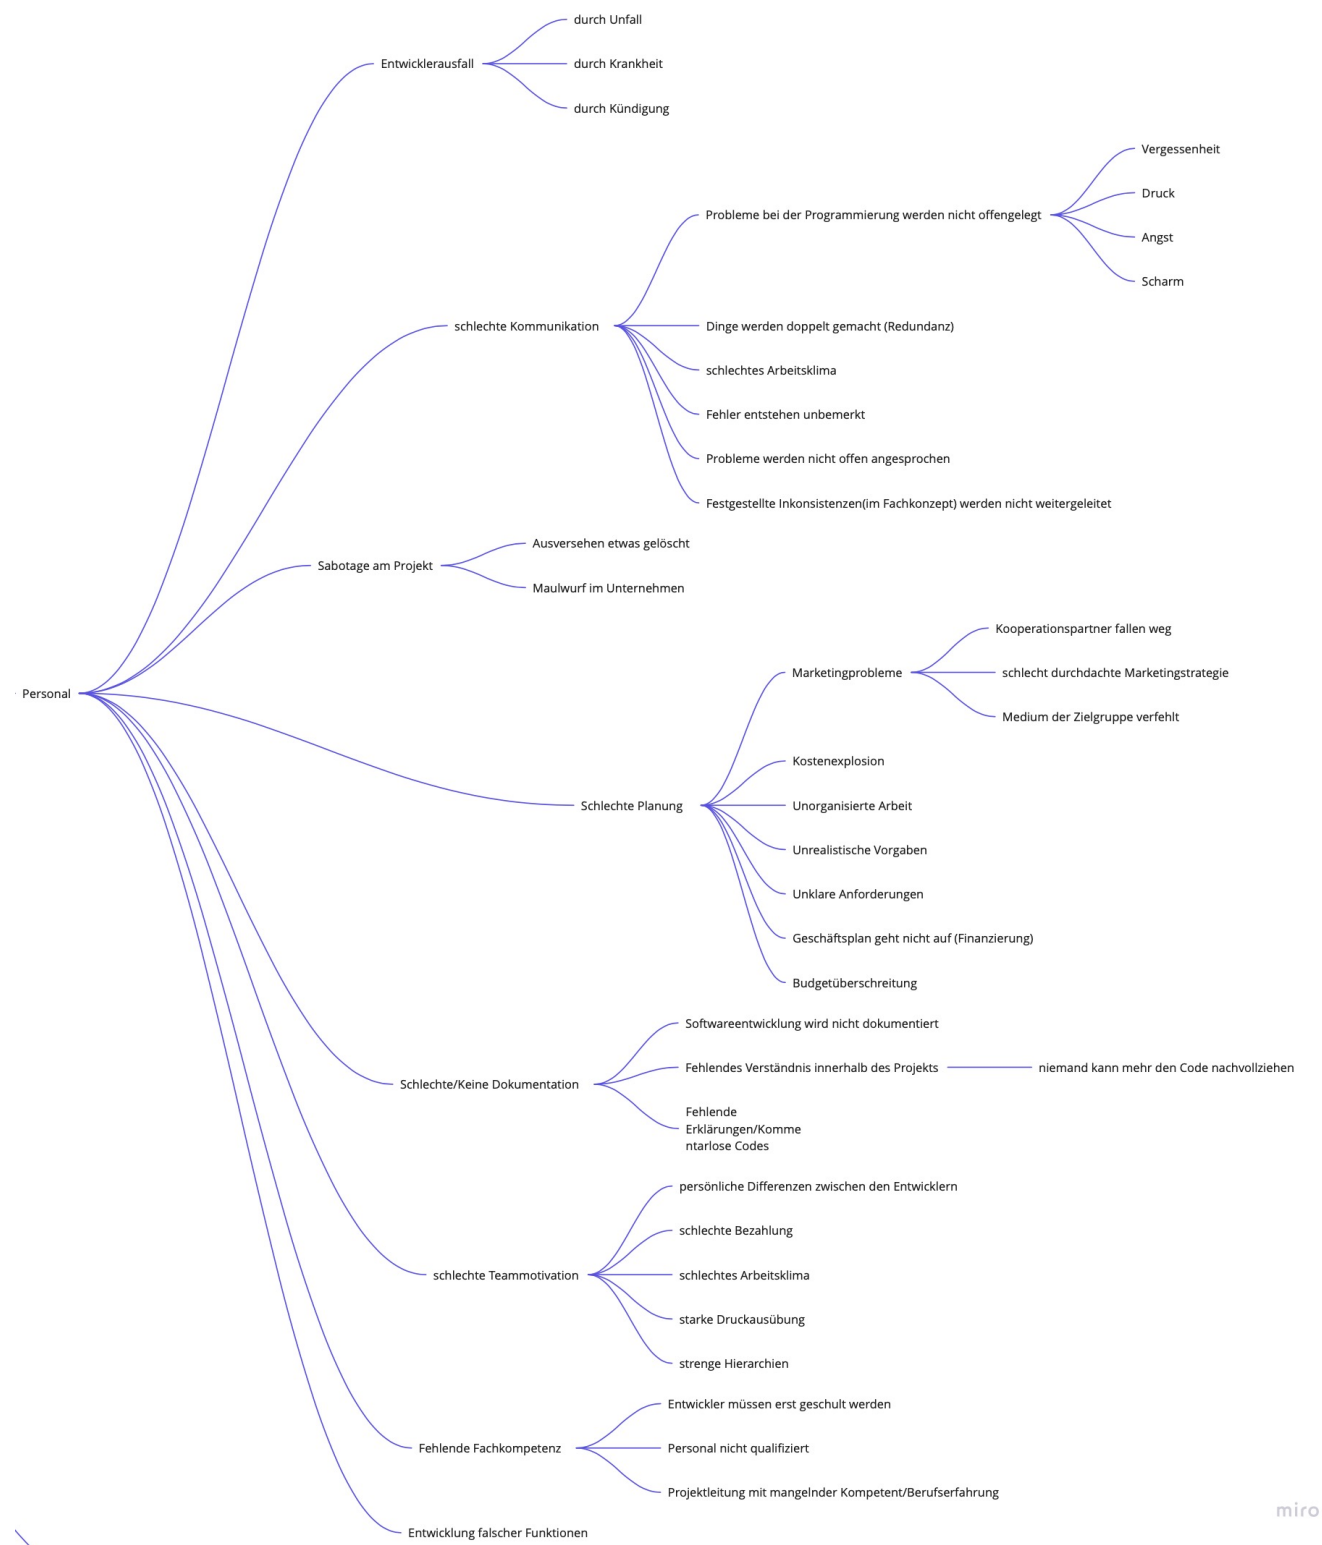 durch Unfall
Entwicklerausfall
durch Krankheit
durch Kündigung
Vergessenheit
Druck
Probleme bei der Programmierung werden nicht offengelegt
Angst
Scharm
schlechte Kommunikation
Dinge werden doppelt gemacht (Redundanz)
schlechtes Arbeitsklima
Fehler entstehen unbemerkt
Probleme werden nicht offen angesprochen
Festgestellte Inkonsistenzen(im Fachkonzept) werden nicht weitergeleitet
Ausversehen etwas gelöscht
Sabotage am Projekt
Maulwurf im Unternehmen
Kooperationspartner fallen weg
Marketingprobleme
schlecht durchdachte Marketingstrategie
Personal
Medium der Zielgruppe verfehlt
Kostenexplosion
Schlechte Planung
Unorganisierte Arbeit
Unrealistische Vorgaben
Unklare Anforderungen
Geschäftsplan geht nicht auf (Finanzierung)
Budgetüberschreitung
Softwareentwicklung wird nicht dokumentiert
Fehlendes Verständnis innerhalb des Projekts
niemand kann mehr den Code nachvollziehen
Schlechte/Keine Dokumentation
Fehlende
Erklärungen/Komme
ntarlose Codes
persönliche Differenzen zwischen den Entwicklern
schlechte Bezahlung
schlechte Teammotivation
schlechtes Arbeitsklima
starke Druckausübung
strenge Hierarchien
Entwickler müssen erst geschult werden
Fehlende Fachkompetenz
Personal nicht qualifiziert
Projektleitung mit mangelnder Kompetent/Berufserfahrung
miro
Entwicklung falscher Funktionen